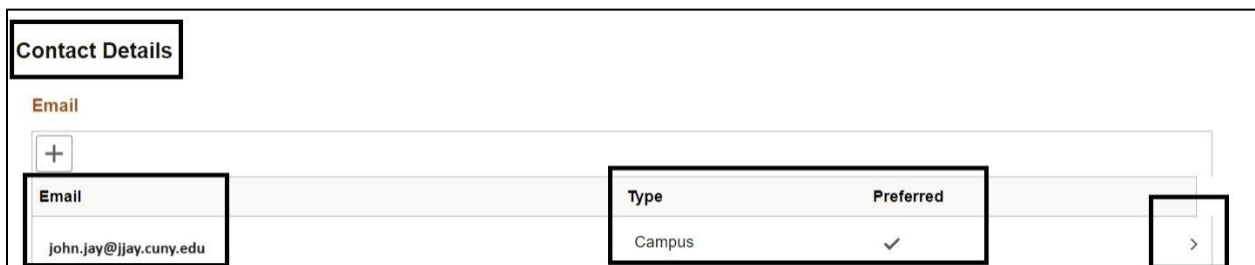 Contact Details
Email
+
Email Type Preferred
john.jay@jjay.cuny.edu Campus ✓ >